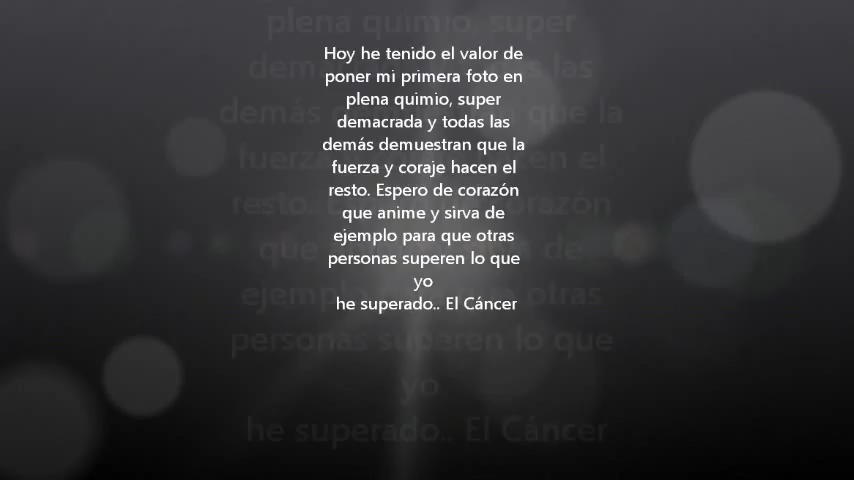 Hoy he tenido el valor de
poner mi primera foto en
plena quimio, super
demacrada y todas las
demás demuestran que la
fuerza y coraje hacen el
resto. Espero de corazón
que anime y sirva de
ejemplo para que otras
personas superen lo que
yo
he superado.. El Cáncer